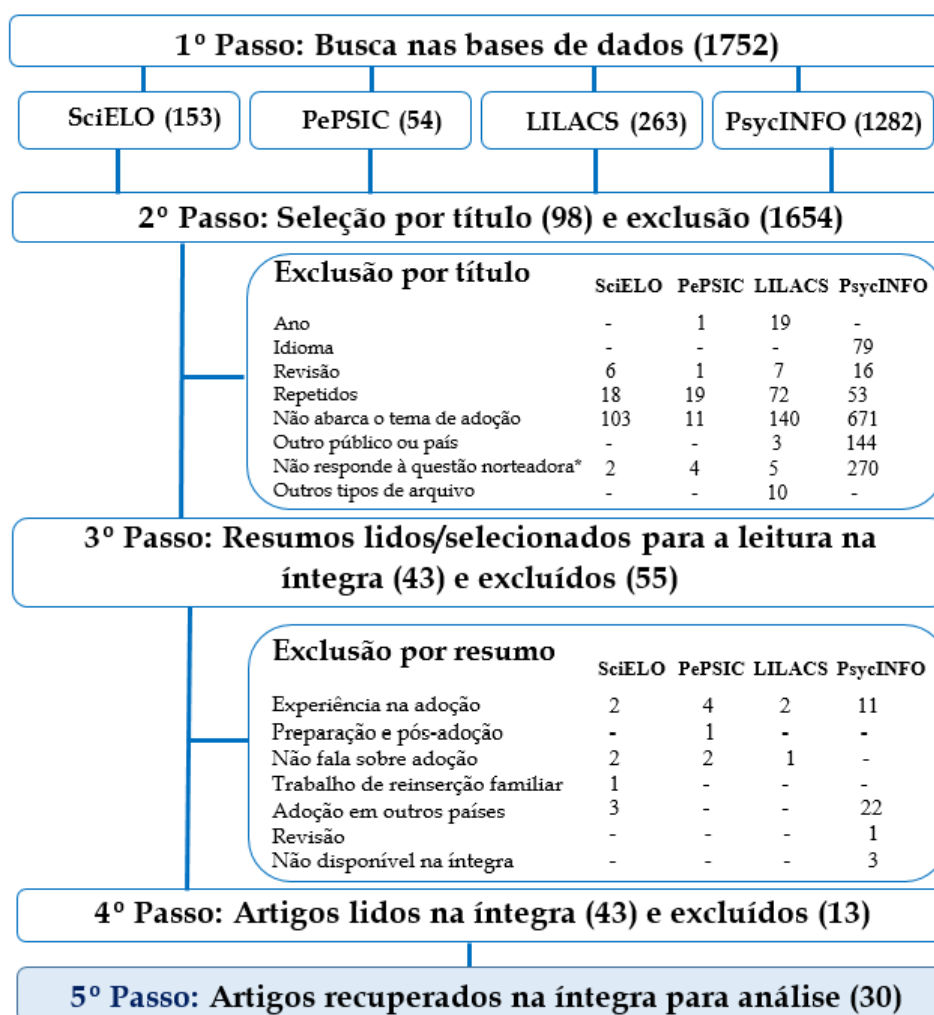 1º Passo: Busca nas bases de dados (1752)
SciELO (153) PePSIC (54) LILACS (263) PsycINFO (1282)
2º Passo: Seleção por título (98) e exclusão (1654)
Exclusão por título SciELO PePSIC LILACS PsycINFO
Ano - 1 19 -
Idioma - - - 79
Revisão 6 1 7 16
Repetidos 18 19 72 53
Não abarca o tema de adoção 103 11 140 671
Outro público ou país - - 3 144
Não responde à questão norteadora* 2 4 5 270
Outros tipos de arquivo - - 10 -
3º Passo: Resumos lidos/selecionados para a leitura na
íntegra (43) e excluídos (55)
Exclusão por resumo SciELO PePSIC LILACS PsycINFO
Experiência na adoção 2 4 2 11
Preparação e pós-adoção - 1 - -
Não fala sobre adoção 2 2 1 -
Trabalho de reinserção familiar 1 - - -
Adoção em outros países 3 - - 22
Revisão - - - 1
Não disponível na íntegra - - - 3
4º Passo: Artigos lidos na íntegra (43) e excluídos (13)
5º Passo: Artigos recuperados na íntegra para análise (30)